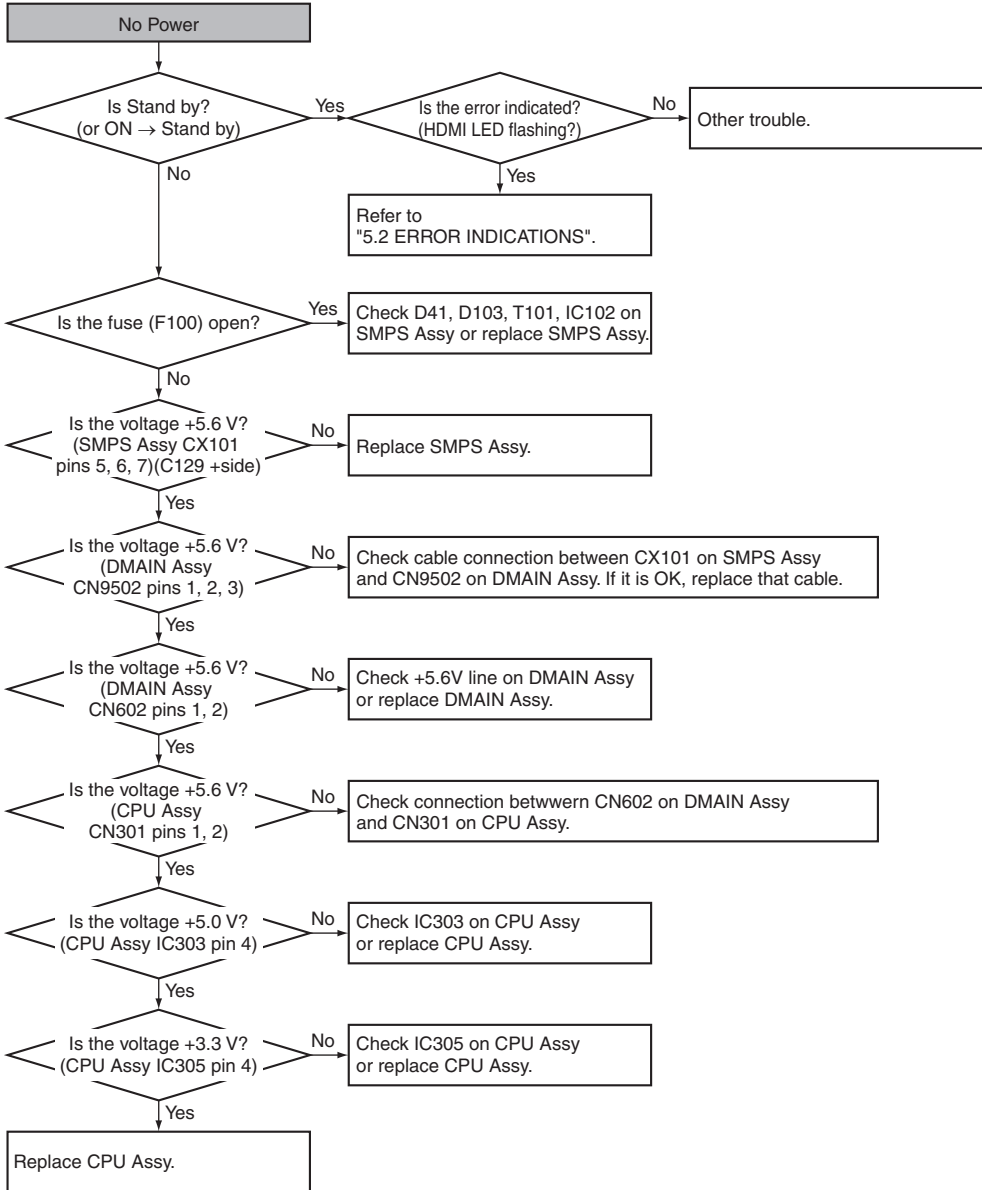 No Power
Is Stand by?
(or ON → Stand by)
Yes
Is the error indicated?
(HDMI LED flashing?)
No
Other trouble.
No
Yes
Refer to
"5.2 ERROR INDICATIONS".
Is the fuse (F100) open?
Yes
Check D41, D103, T101, IC102 on
SMPS Assy or replace SMPS Assy.
No
Is the voltage +5.6 V?
(SMPS Assy CX101
pins 5, 6, 7)(C129 +side)
No
Replace SMPS Assy.
Yes
Is the voltage +5.6 V?
(DMAIN Assy
CN9502 pins 1, 2, 3)
No
Check cable connection between CX101 on SMPS Assy
and CN9502 on DMAIN Assy. If it is OK, replace that cable.
Yes
Is the voltage +5.6 V?
(DMAIN Assy
CN602 pins 1, 2)
No
Check +5.6V line on DMAIN Assy
or replace DMAIN Assy.
Yes
Is the voltage +5.6 V?
(CPU Assy
CN301 pins 1, 2)
No
Check connection betwwern CN602 on DMAIN Assy
and CN301 on CPU Assy.
Yes
Is the voltage +5.0 V?
(CPU Assy IC303 pin 4)
No
Check IC303 on CPU Assy
or replace CPU Assy.
Yes
Is the voltage +3.3 V?
(CPU Assy IC305 pin 4)
No
Check IC305 on CPU Assy
or replace CPU Assy.
Yes
Replace CPU Assy.